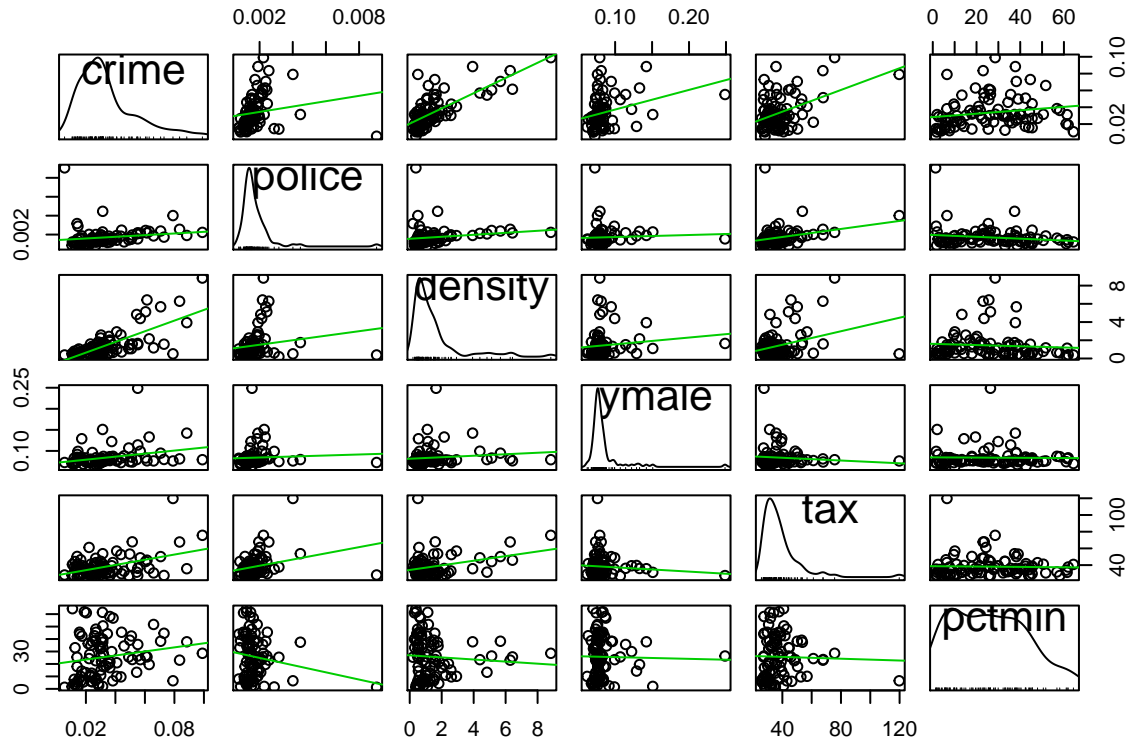 0.002 0.008 0.10 0.20 0 20 40 60
crime 0.02 0.10
0.002 police
density 0 4 8
0.10 0.25 ymale
tax 40 100
0 30 pctmin
0.02 0.08 0 2 4 6 8 40 80 120